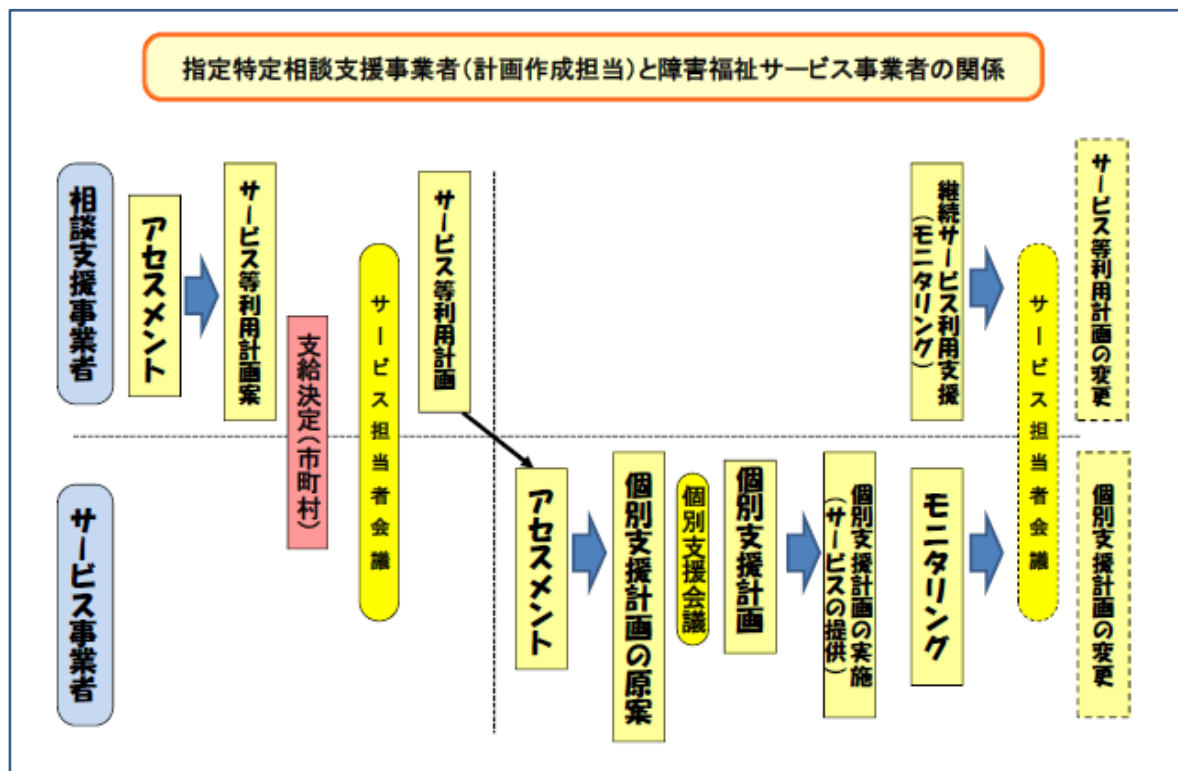 指定特定相談支援事業者(計画作成担当)と障害福祉サービス事業者の関係
相談支援事業者
アセスメント
サービス等利用計画案
支給決定(市町村)
サービス担当者会議
サービス等利用計画
継続サービス利用支援
(モニタリング)
サービス担当者会議
サービス等利用計画の変更
サービス事業者
アセスメント
個別支援計画の原案
個別支援会議
個別支援計画
個別支援計画の実施
(サービスの提供)
モニタリング
個別支援計画の変更